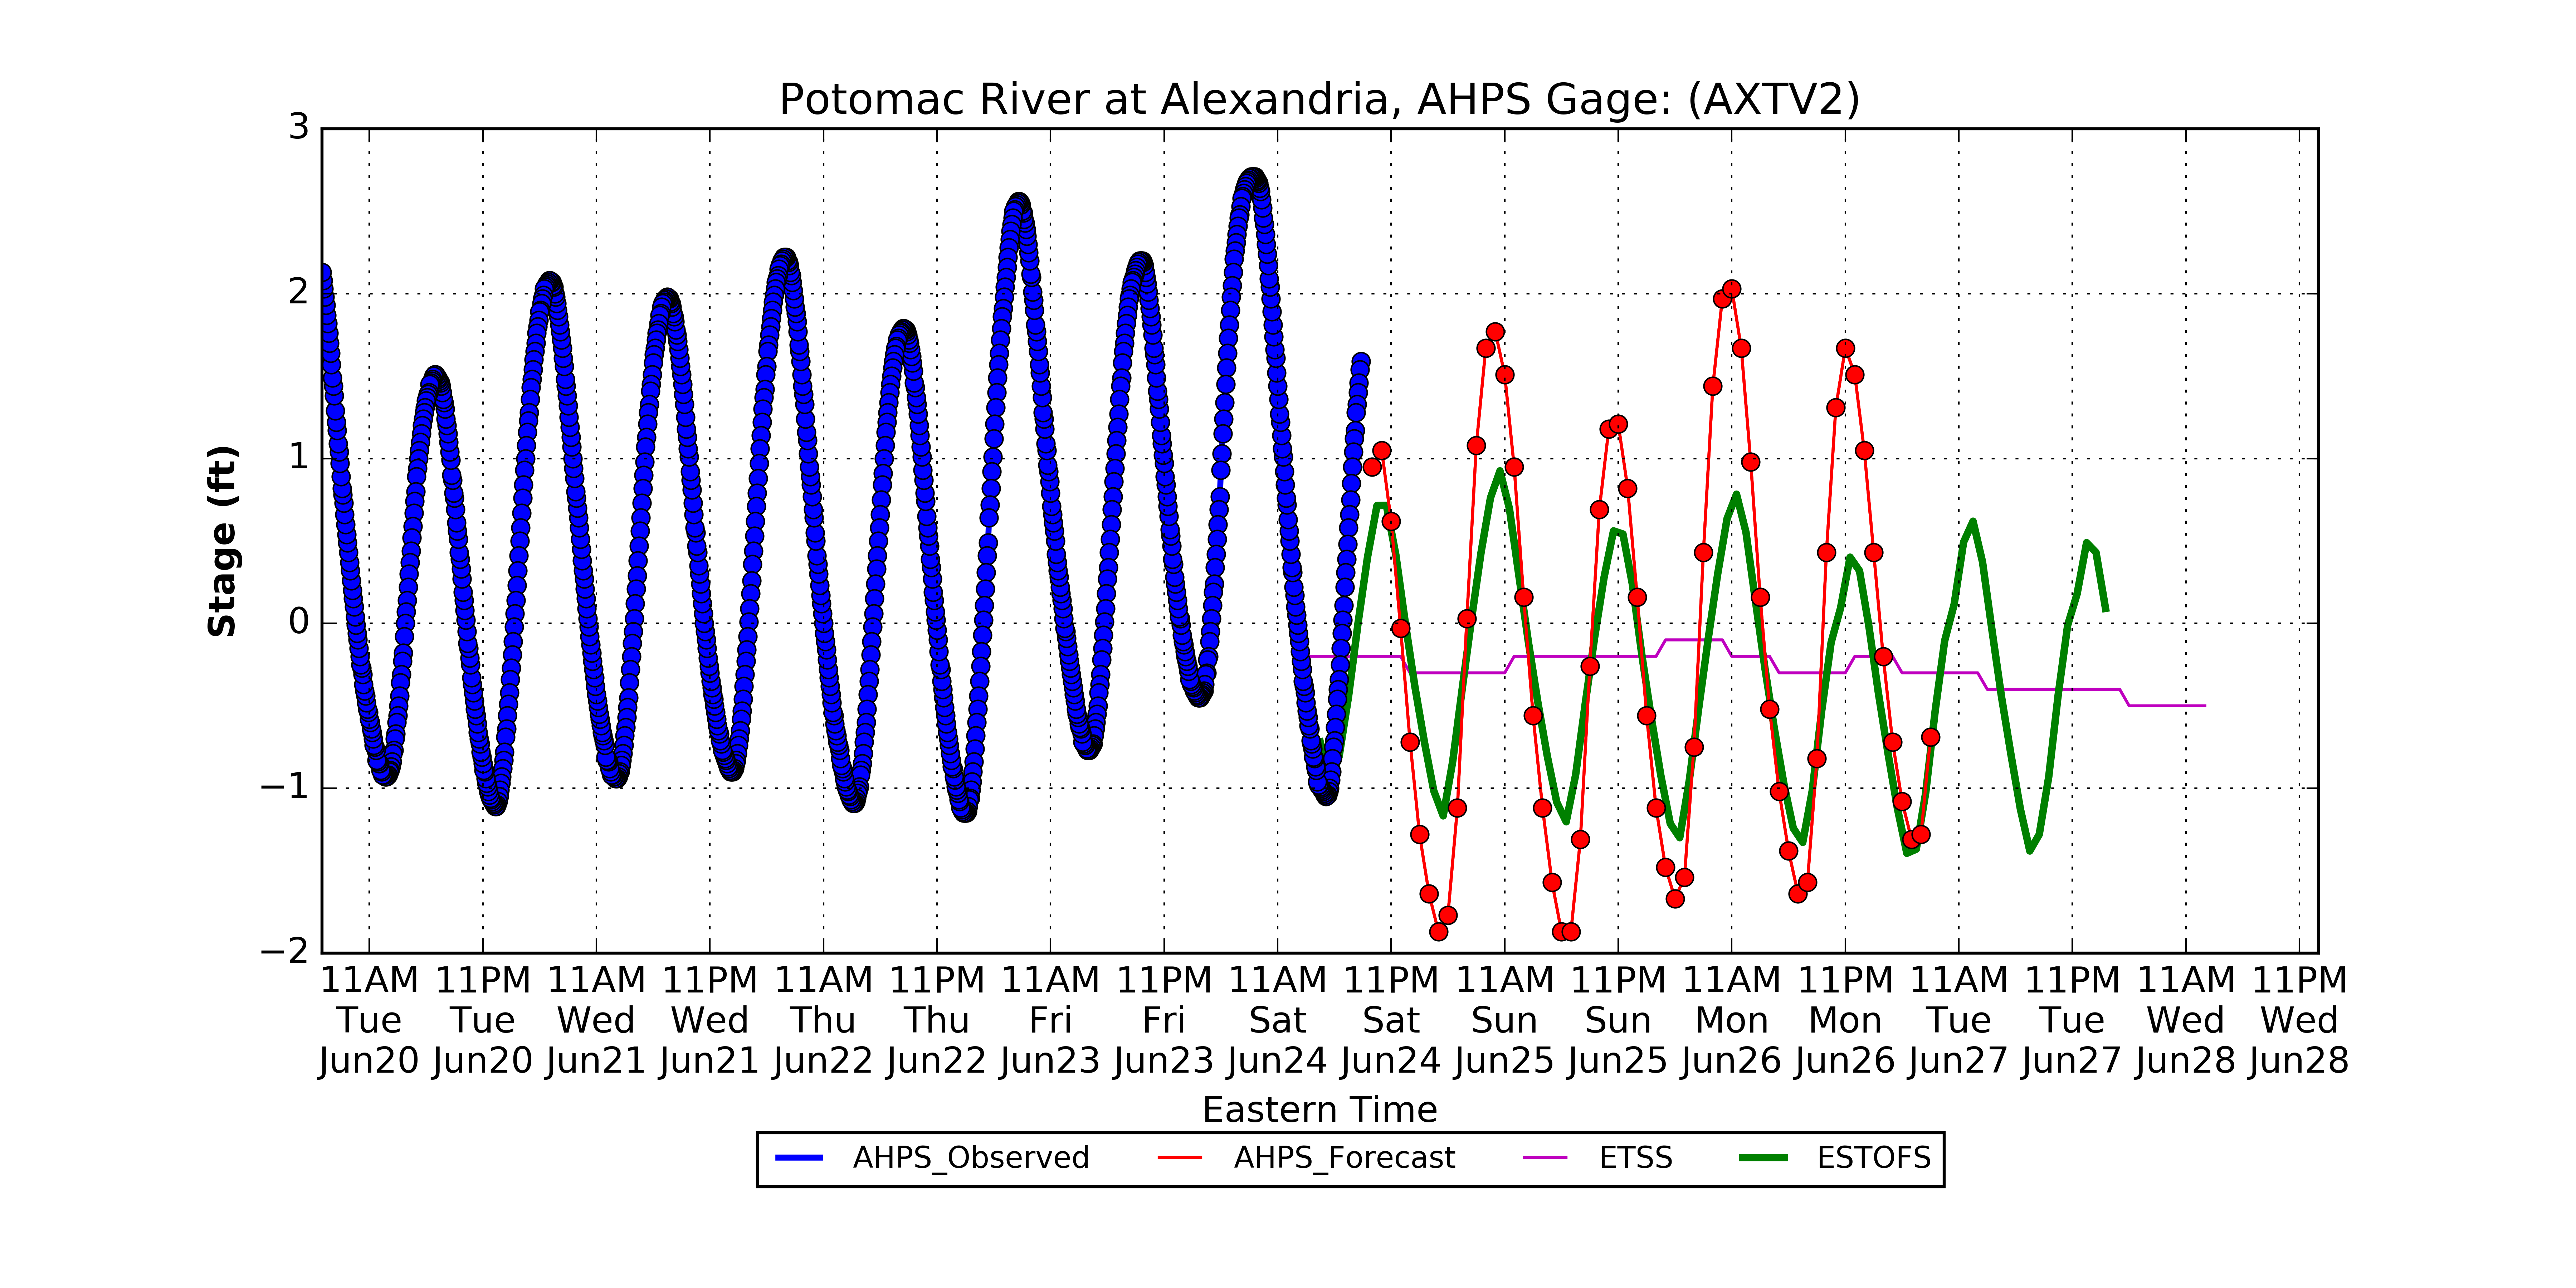 Potomac River at Alexandria, AHPS Gage: (AXTV2)
3
2
1
0
−1
−2
Stage (ft)
11AM 11PM 11AM 11PM 11AM 11PM 11AM 11PM 11AM 11PM 11AM 11PM 11AM 11PM 11AM 11PM 11AM 11PM
Tue Tue Wed Wed Thu Thu Fri Fri Sat Sat Sun Sun Mon Mon Tue Tue Wed Wed
Jun20 Jun20 Jun21 Jun21 Jun22 Jun22 Jun23 Jun23 Jun24 Jun24 Jun25 Jun25 Jun26 Jun26 Jun27 Jun27 Jun28 Jun28
Eastern Time
AHPS_Observed AHPS_Forecast ETSS ESTOFS